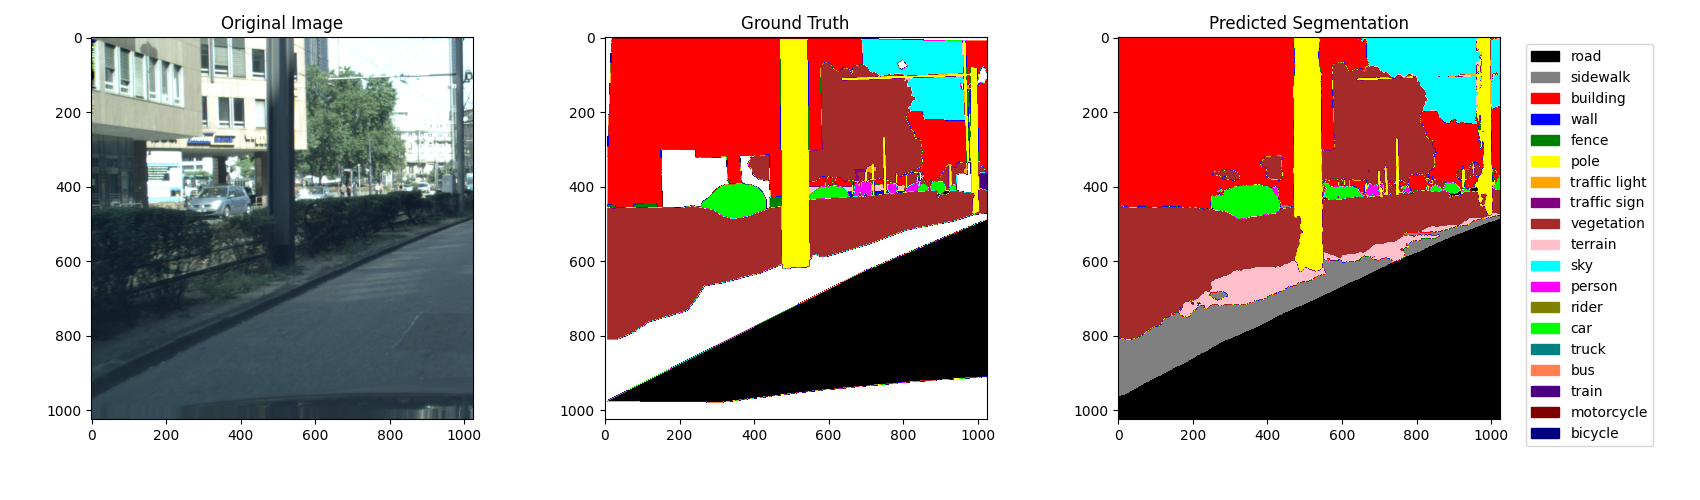 Original Image
0
200
400
600
800
1000
0
200
400
600
800
1000
Ground Truth
0
200
400
600
800
1000
0
200
400
600
800
1000
Predicted Segmentation
0
200
400
600
800
1000
0
200
400
600
800
1000
road
sidewalk
building
wall
fence
pole
traffic light
traffic sign
vegetation
terrain
sky
person
rider
car
truck
bus
train
motorcycle
bicycle